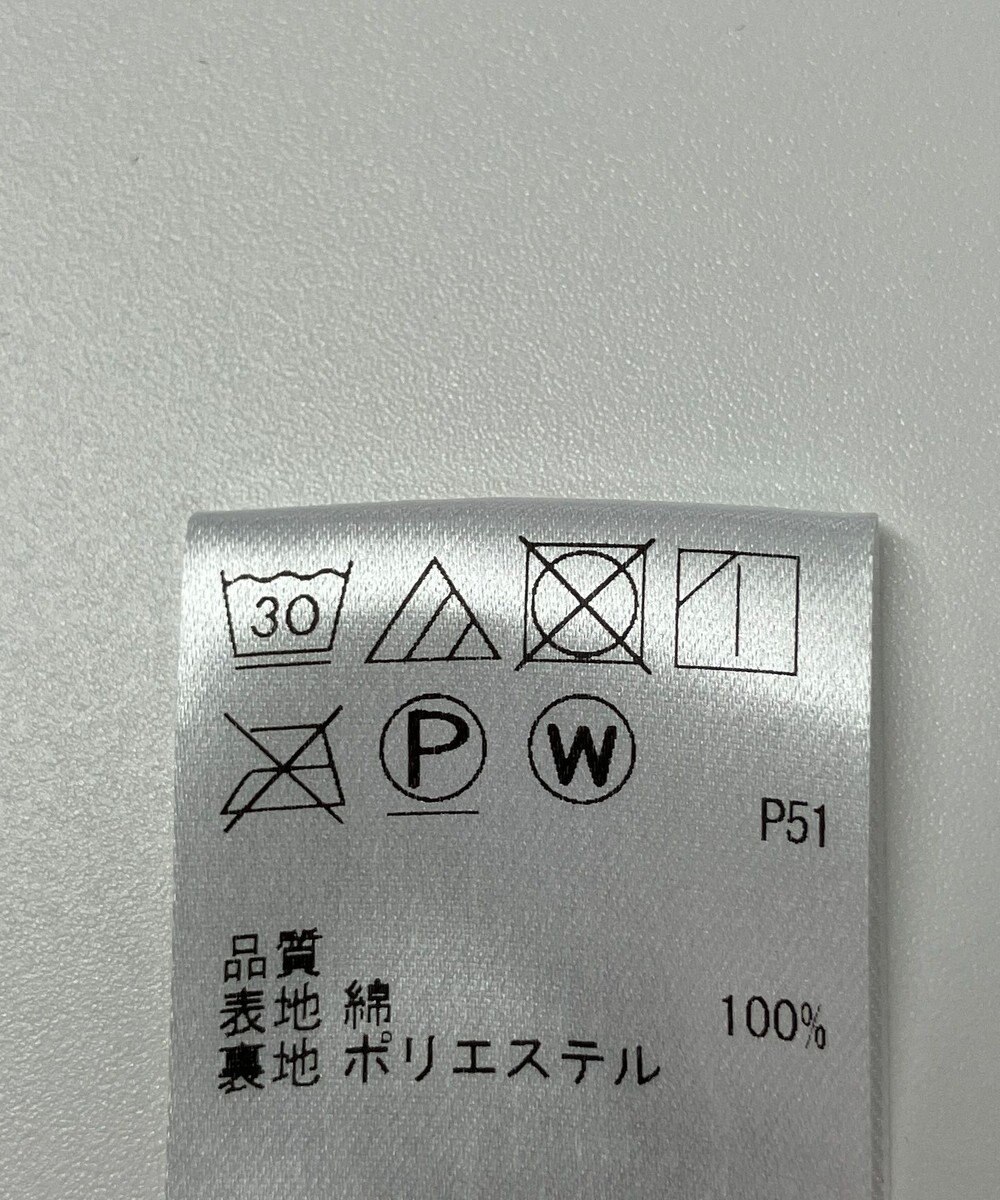 30
P W
P51
品質
表地 綿 100%
裏地 ポリエステル